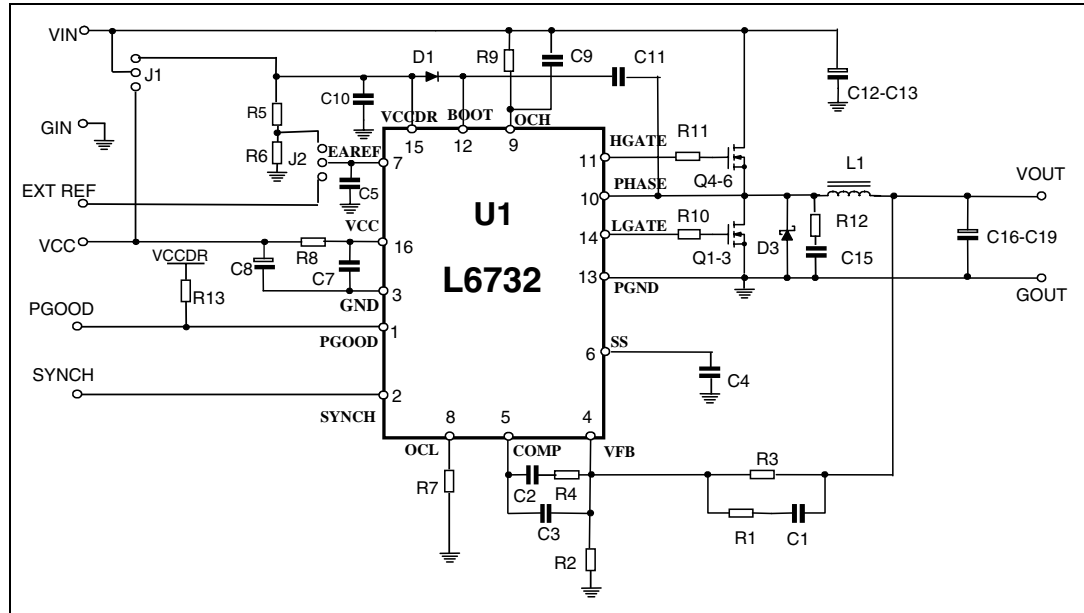 VIN
J1
R9
C9
D1
C11
C12-C13
C10
R5
VCCDR
BOOT
OCH
15
12
9
GIN
R6
J2
EAREF
7
C5
HGATE
11
R11
Q4-6
L1
EXT REF
PHASE
10
VOUT
U1
L6732
VCC
VCC
16
LGATE
14
R10
Q1-3
D3
R12
C15
C16-C19
VCCDR
C8
R8
C7
R13
GND
3
13
PGND
GOUT
PGOOD
1
PGOOD
SS
6
C4
SYNCH
2
SYNCH
8
5
4
OCL
COMP
VFB
R7
C2
R4
C3
R2
R3
R1
C1